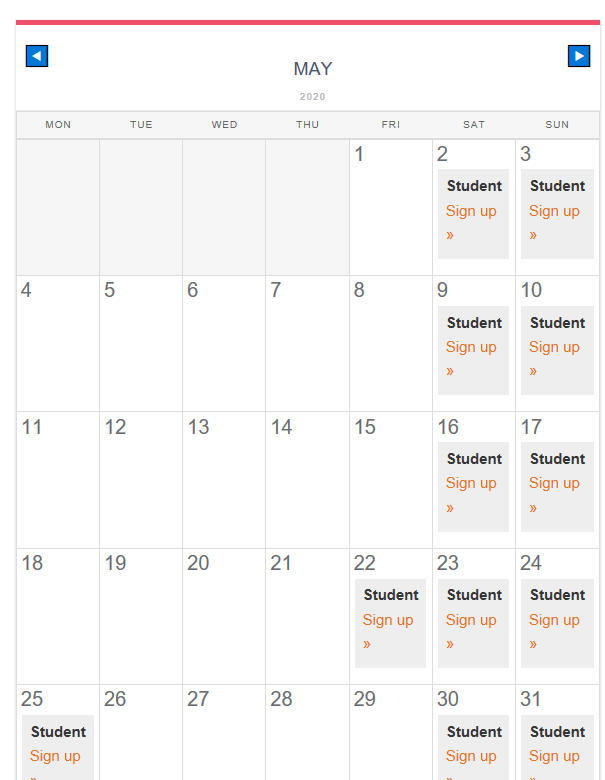 MAY
2020
MON TUE WED THU FRI SAT SUN
1 2 3
Student Student
Sign up Sign up
» »
4 5 6 7 8 9 10
Student Student
Sign up Sign up
» »
11 12 13 14 15 16 17
Student Student
Sign up Sign up
» »
18 19 20 21 22 23 24
Student Student Student
Sign up Sign up Sign up
» » »
25 26 27 28 29 30 31
Student Student Student
Sign up Sign up Sign up
» » »